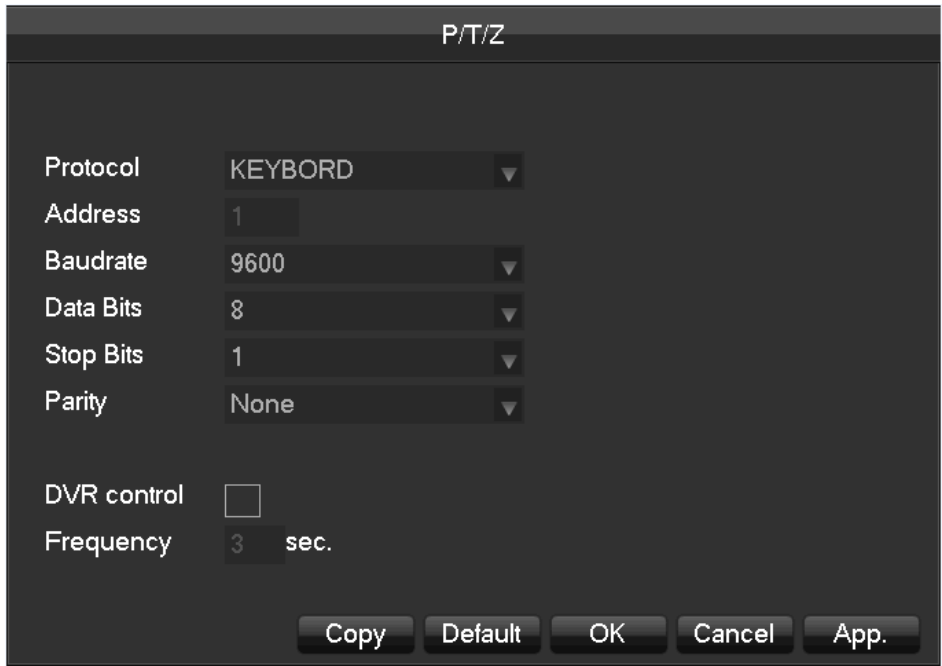 P/T/Z
Protocol KEYBORD
Address 1
Baudrate 9600
Data Bits 8
Stop Bits 1
Parity None
DVR control
Frequency 3 sec.
Copy Default OK Cancel App.